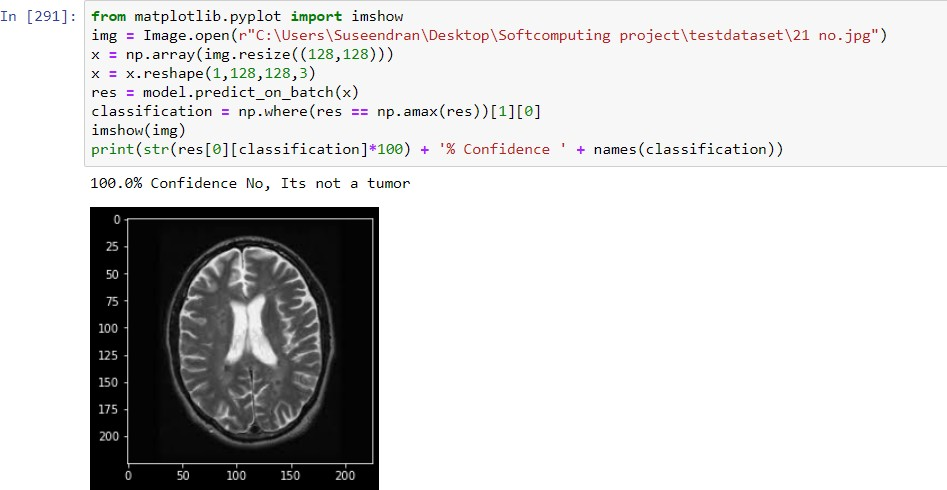 In [291]: from matplotlib.pyplot import imshow
img = Image.open(r"C:\Users\Suseendran\Desktop\Softcomputing project\testdataset\21 no.jpg")
x = np.array(img.resize((128,128)))
x = x.reshape(1,128,128,3)
res = model.predict_on_batch(x)
classification = np.where(res == np.amax(res))[1][0]
imshow(img)
print(str(res[0][classification]*100) + '% Confidence ' + names(classification))
100.0% Confidence No, Its not a tumor
0
25
50
75
100
125
150
175
200
0 50 100 150 200